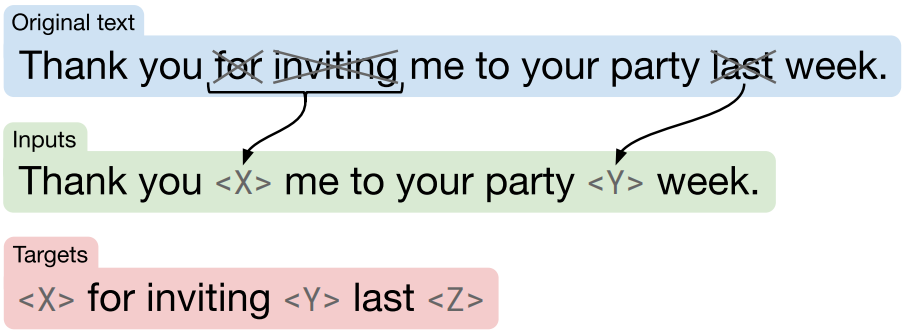 Original text
Thank you for inviting me to your party last week.
Inputs
Thank you <X> me to your party <Y> week.
Targets
<X> for inviting <Y> last <Z>